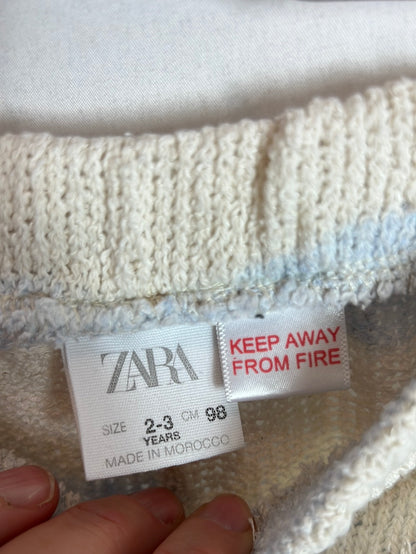 ZARA
SIZE 2-3 YEARS CM 98
MADE IN MOROCCO
KEEP AWAY
FROM FIRE